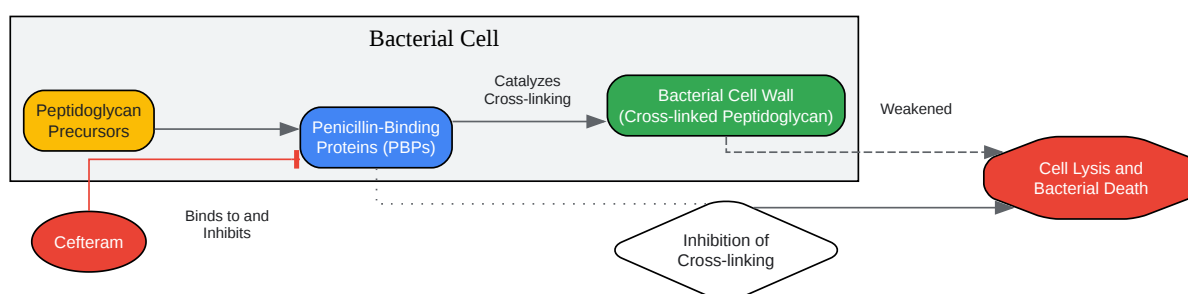 Bacterial Cell
Peptidoglycan
Precursors
Penicillin-Binding
Proteins (PBPs)
Catalyzes
Cross-linking
Bacterial Cell Wall
(Cross-linked Peptidoglycan)
Weakened
Cell Lysis and
Bacterial Death
Cefteram
Binds to and
Inhibits
Inhibition of
Cross-linking